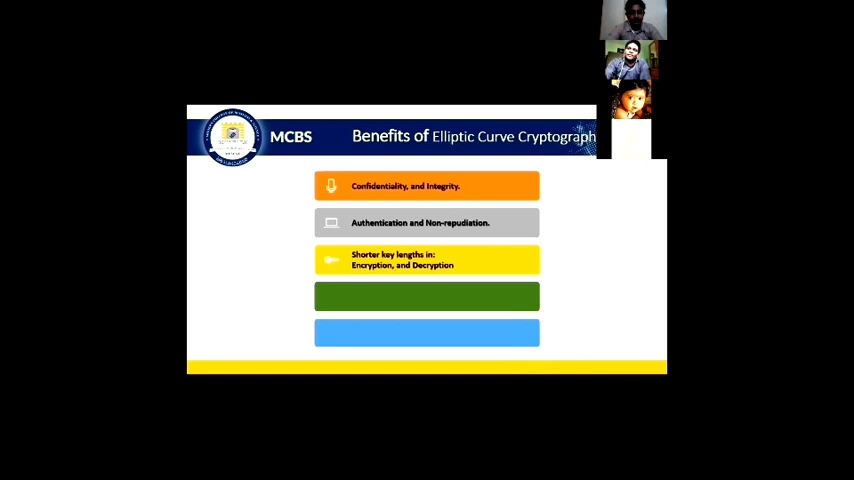 MCBS
Benefits of Elliptic Curve Cryptograph
Confidentiality, and Integrity.
Authentication and Non-repudiation.
Shorter key lengths in:
Encryption, and Decryption